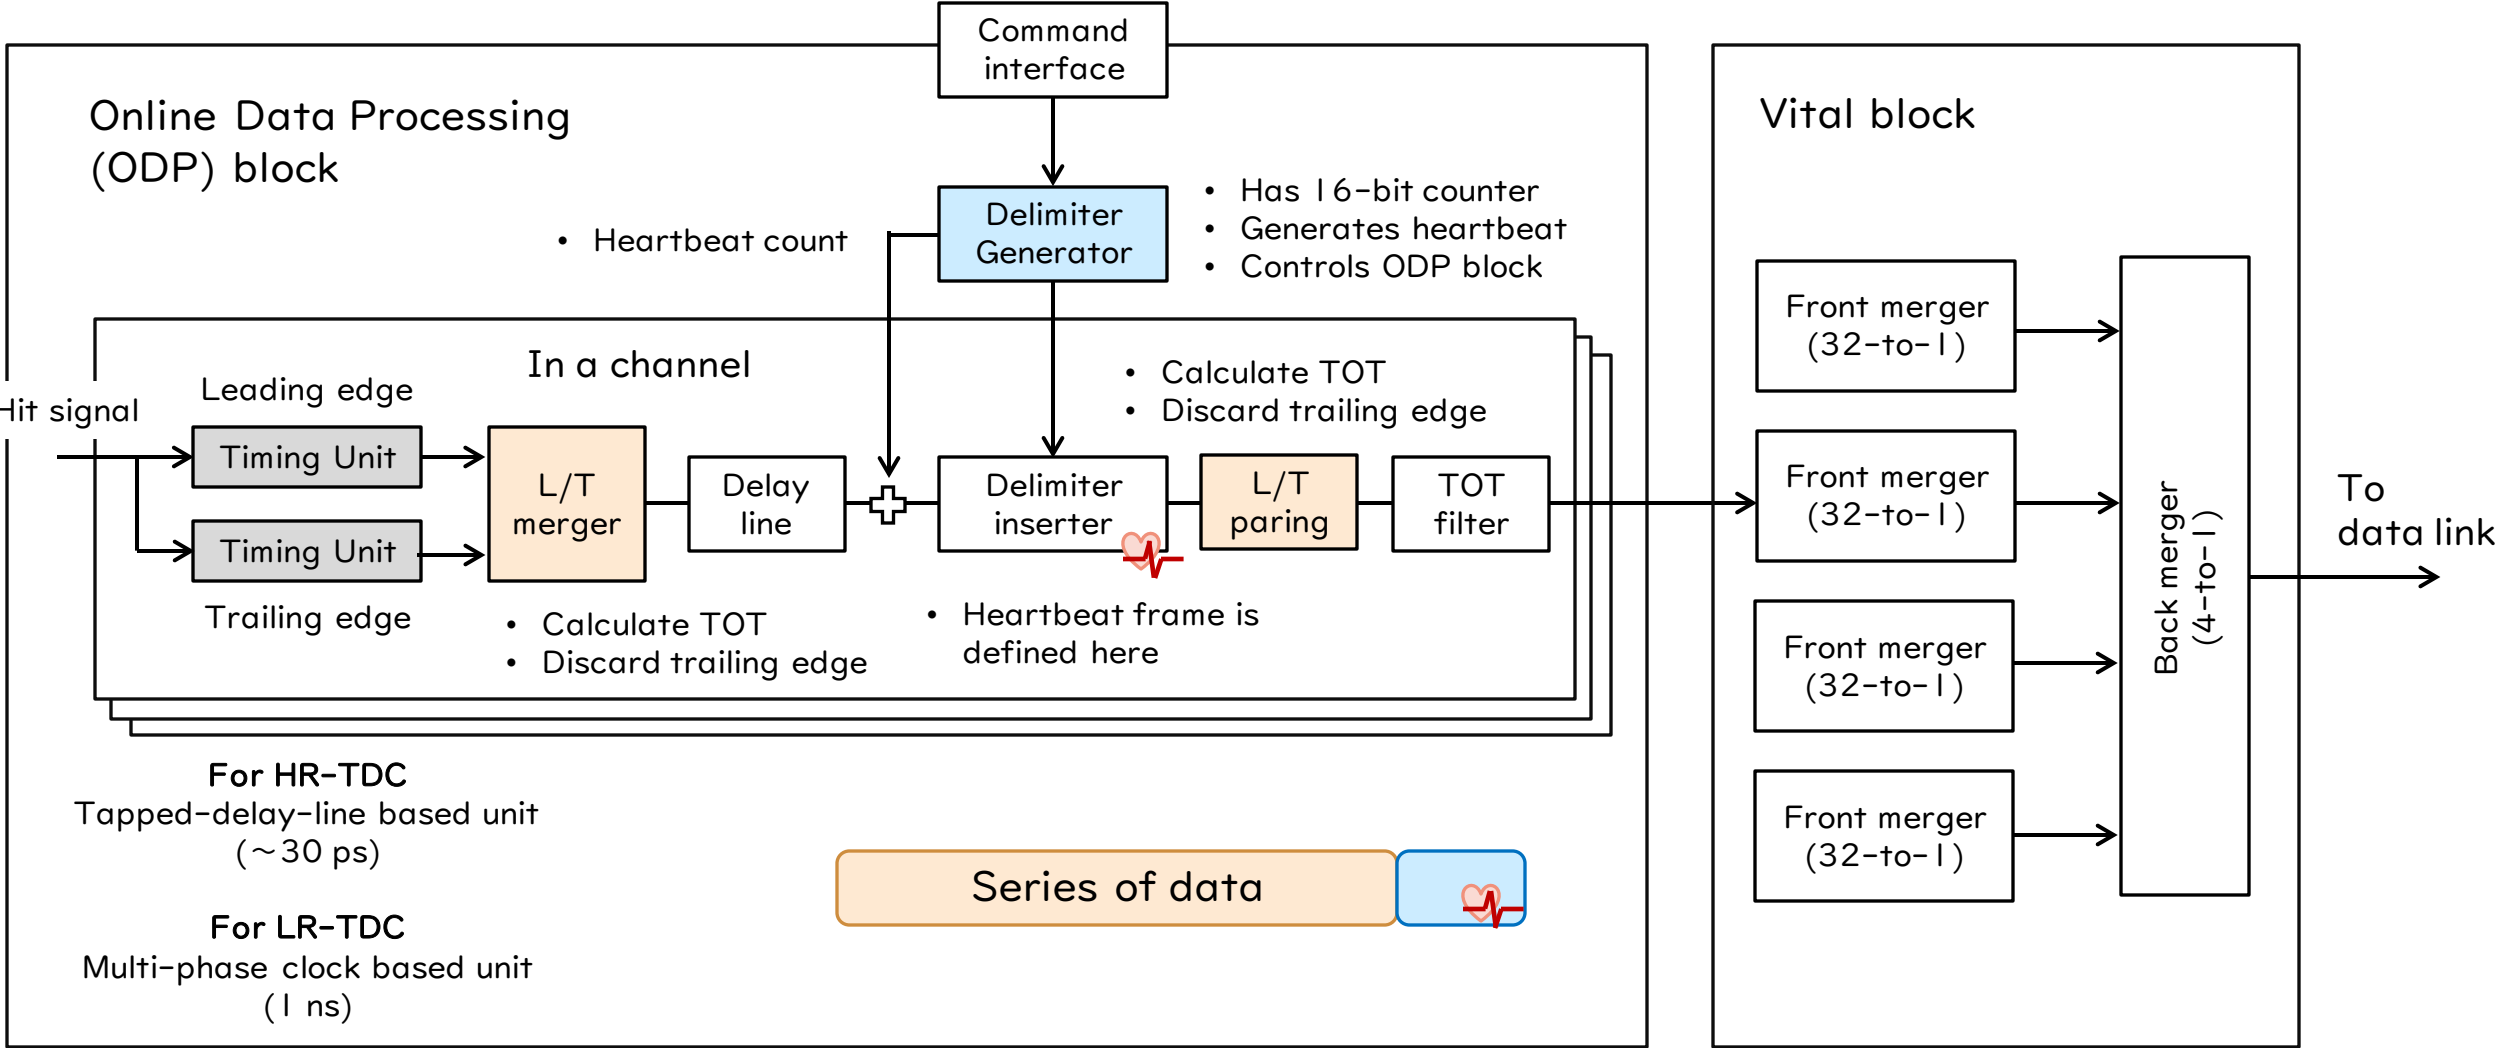 Command
interface
Online Data Processing
(ODP) block
Vital block
• Has 16-bit counter
• Generates heartbeat
• Controls ODP block
Delimiter
Generator
• Heartbeat count
In a channel
• Calculate TOT
• Discard trailing edge
Leading edge
Hit signal
Timing Unit
Timing Unit
Trailing edge
L/T
merger
Delay
line
Delimiter
inserter
L/T
paring
TOT
filter
• Calculate TOT
• Discard trailing edge
• Heartbeat frame is
defined here
For HR-TDC
Tapped-delay-line based unit
(~30 ps)
For LR-TDC
Multi-phase clock based unit
(1 ns)
Series of data
Front merger
(32-to-1)
Front merger
(32-to-1)
Front merger
(32-to-1)
Front merger
(32-to-1)
Back merger
(4-to-1)
To
data link